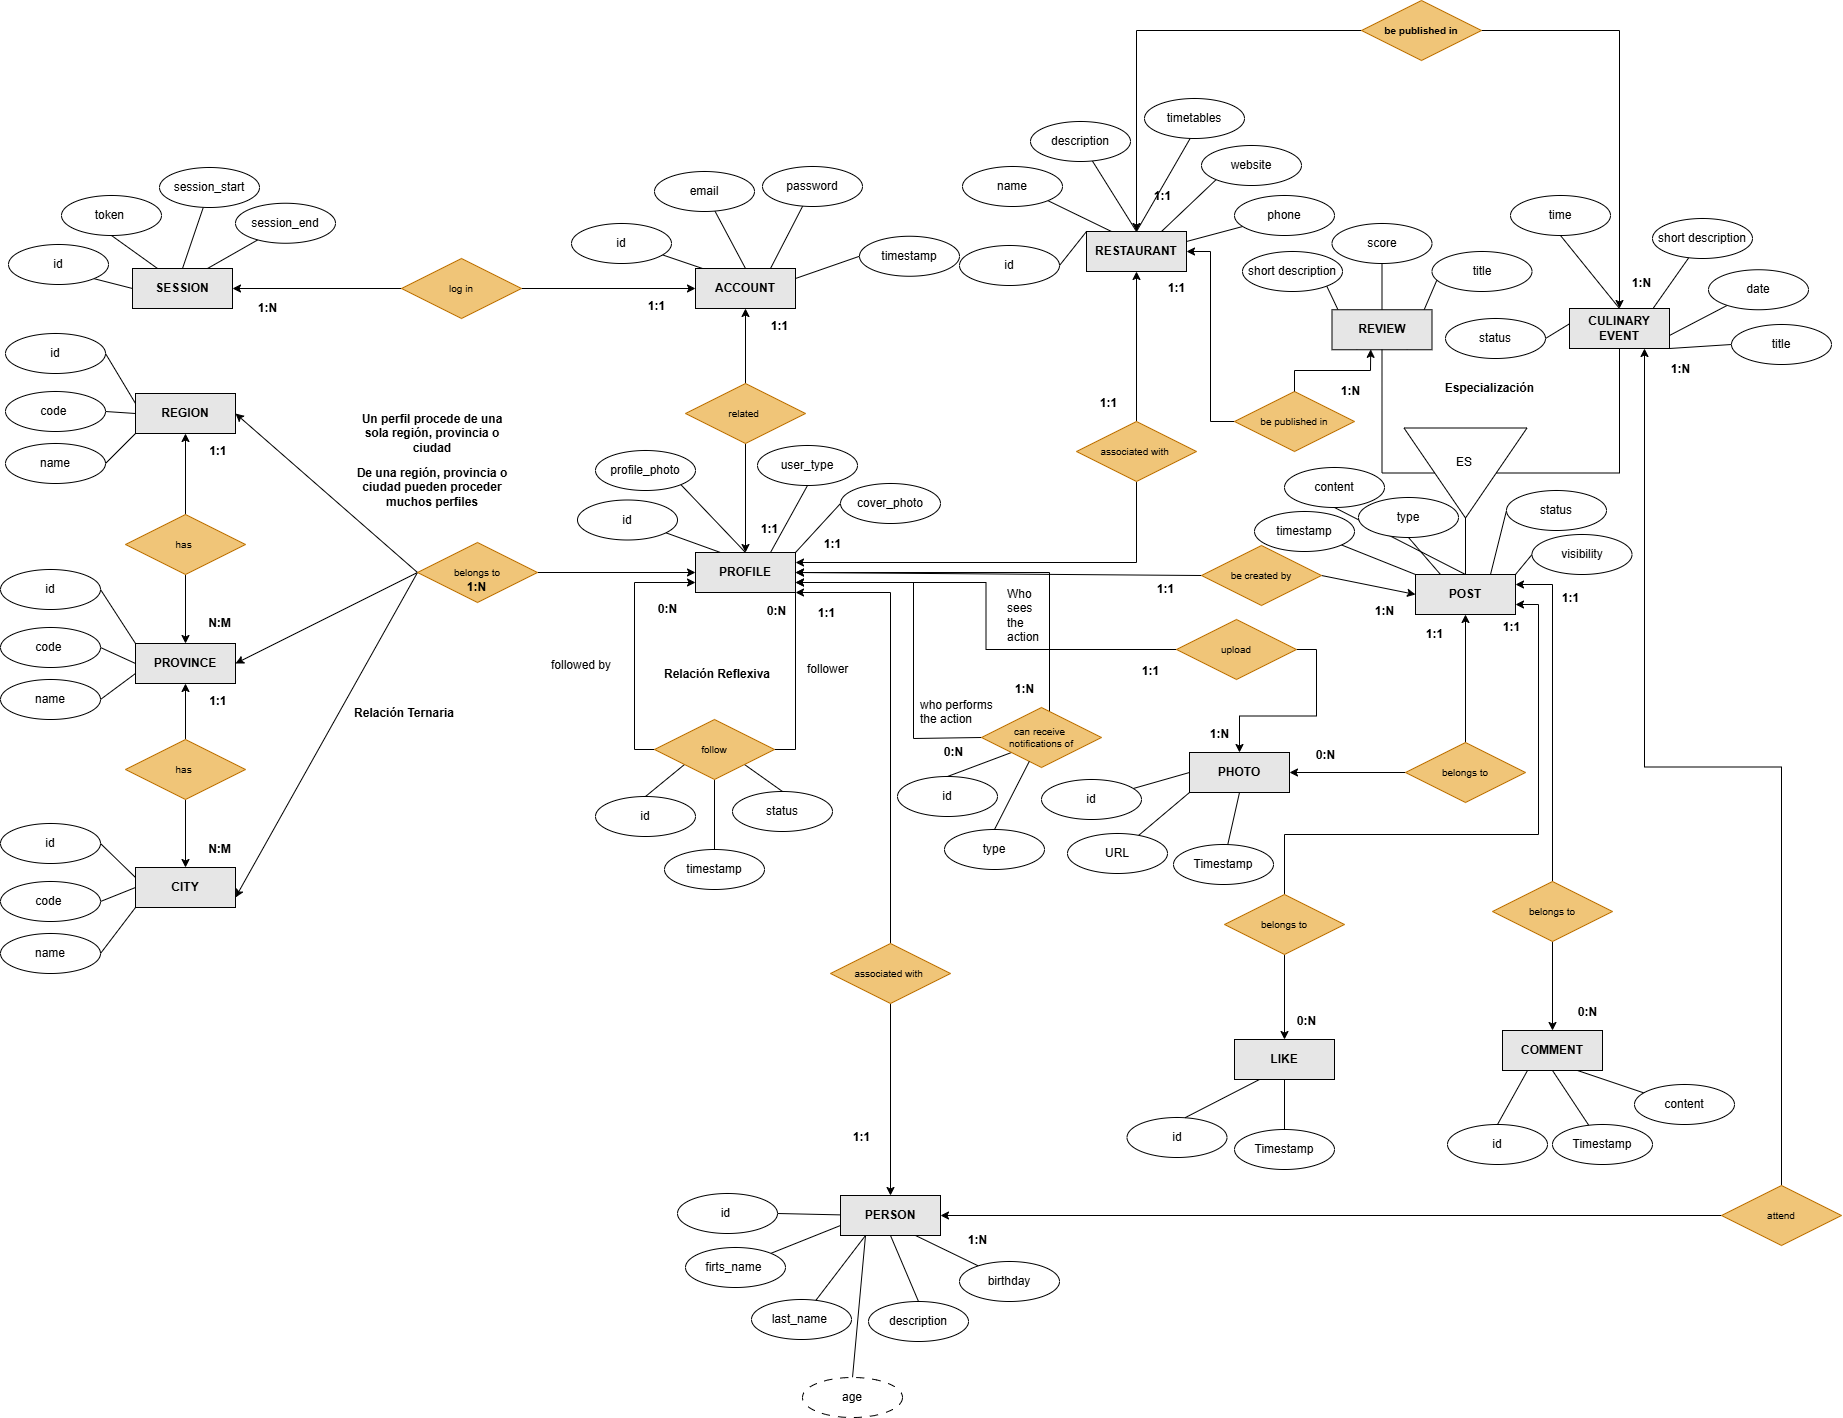 be published in
timetables
description
website
name
1:1
phone
id
RESTAURANT
1:1
session_start
token
session_end
id
SESSION
1:N
log in
email
password
id
timestamp
ACCOUNT
1:1
1:1
score
short description
title
REVIEW
1:N
be published in
time
short description
1:N
date
CULINARY
EVENT
status
title
1:N
Especialización
ES
id
code
name
REGION
1:1
has
N:M
Un perfil procede de una
sola región, provincia o
ciudad
De una región, provincia o
ciudad pueden proceder
muchos perfiles
related
1:1
associated with
profile_photo
user_type
id
cover_photo
1:1
1:1
PROFILE
belongs to
1:N
id
code
name
PROVINCE
1:1
has
N:M
Relación Ternaria
id
code
name
CITY
0:N
0:N
1:1
followed by
Relación Reflexiva
follower
follow
id
status
timestamp
Who
sees
the
action
1:N
who performs
the action
can receive
notifications of
0:N
id
type
be created by
1:1
1:N
content
type
status
timestamp
visibility
POST
1:1
1:1
1:1
upload
1:1
1:N
PHOTO
0:N
belongs to
id
URL
Timestamp
belongs to
0:N
LIKE
id
Timestamp
belongs to
0:N
COMMENT
content
id
Timestamp
associated with
1:1
id
PERSON
1:N
attend
firts_name
birthday
last_name
description
age